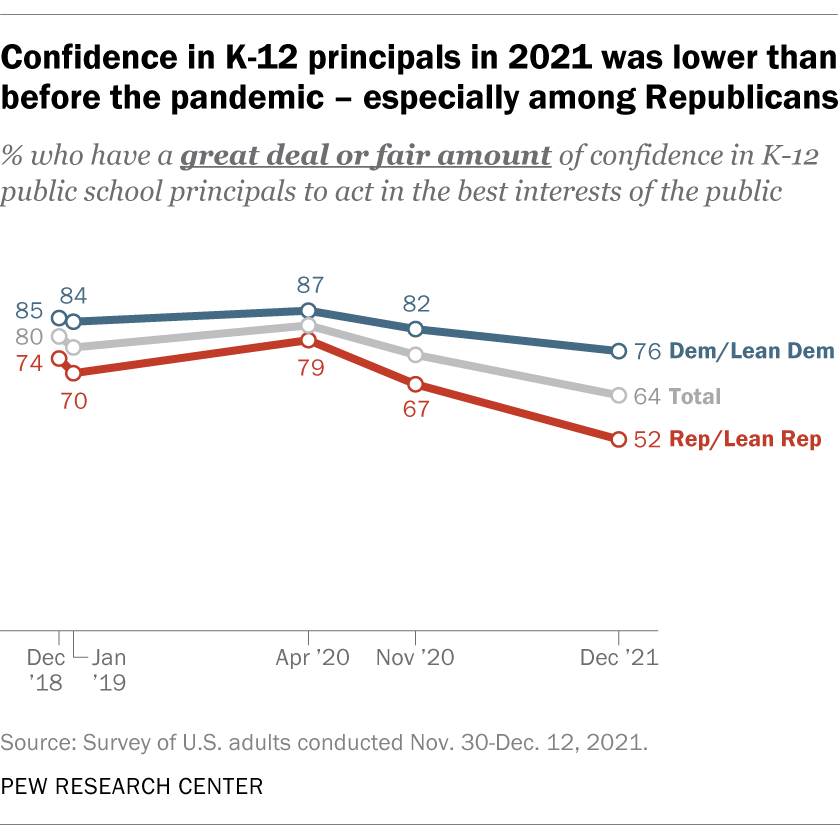 Confidence in K-12 principals in 2021 was lower than
before the pandemic – especially among Republicans
% who have a great deal or fair amount of confidence in K-12
public school principals to act in the best interests of the public
87
85 84
82
80
74
79
70
67
76 Dem/Lean Dem
64 Total
52 Rep/Lean Rep
Dec ’18
Jan ’19
Apr ’20
Nov ’20
Dec ’21
Source: Survey of U.S. adults conducted Nov. 30-Dec. 12, 2021.
PEW RESEARCH CENTER